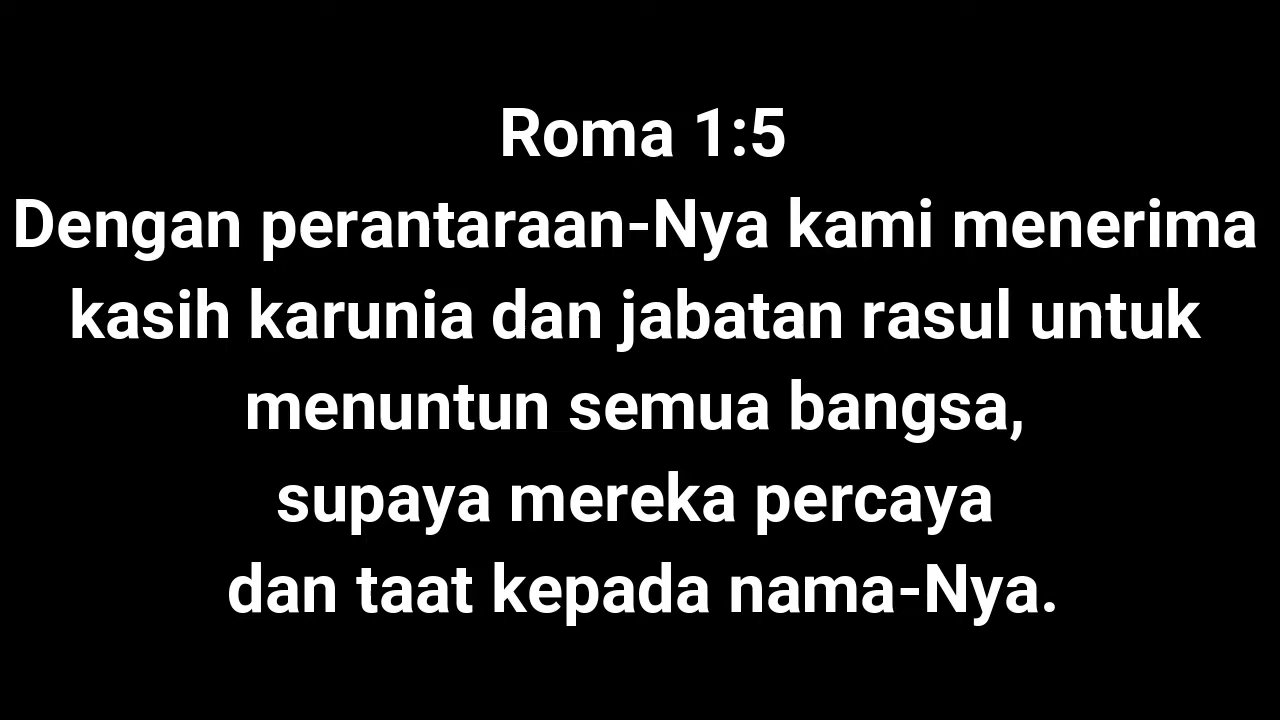 Roma 1:5
Dengan perantaraan-Nya kami menerima
kasih karunia dan jabatan rasul untuk
menuntun semua bangsa,
supaya mereka percaya
dan taat kepada nama-Nya.